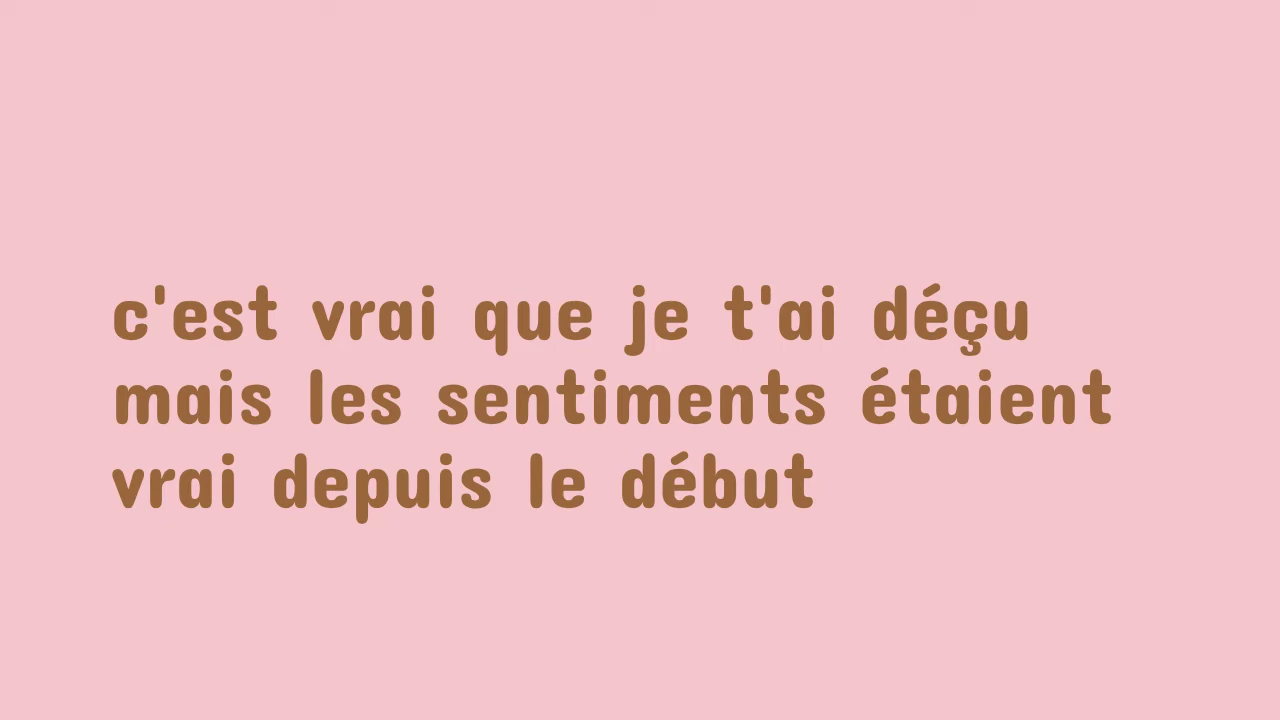 c'est vrai que je t'ai déçu
mais les sentiments étaient
vrai depuis le début